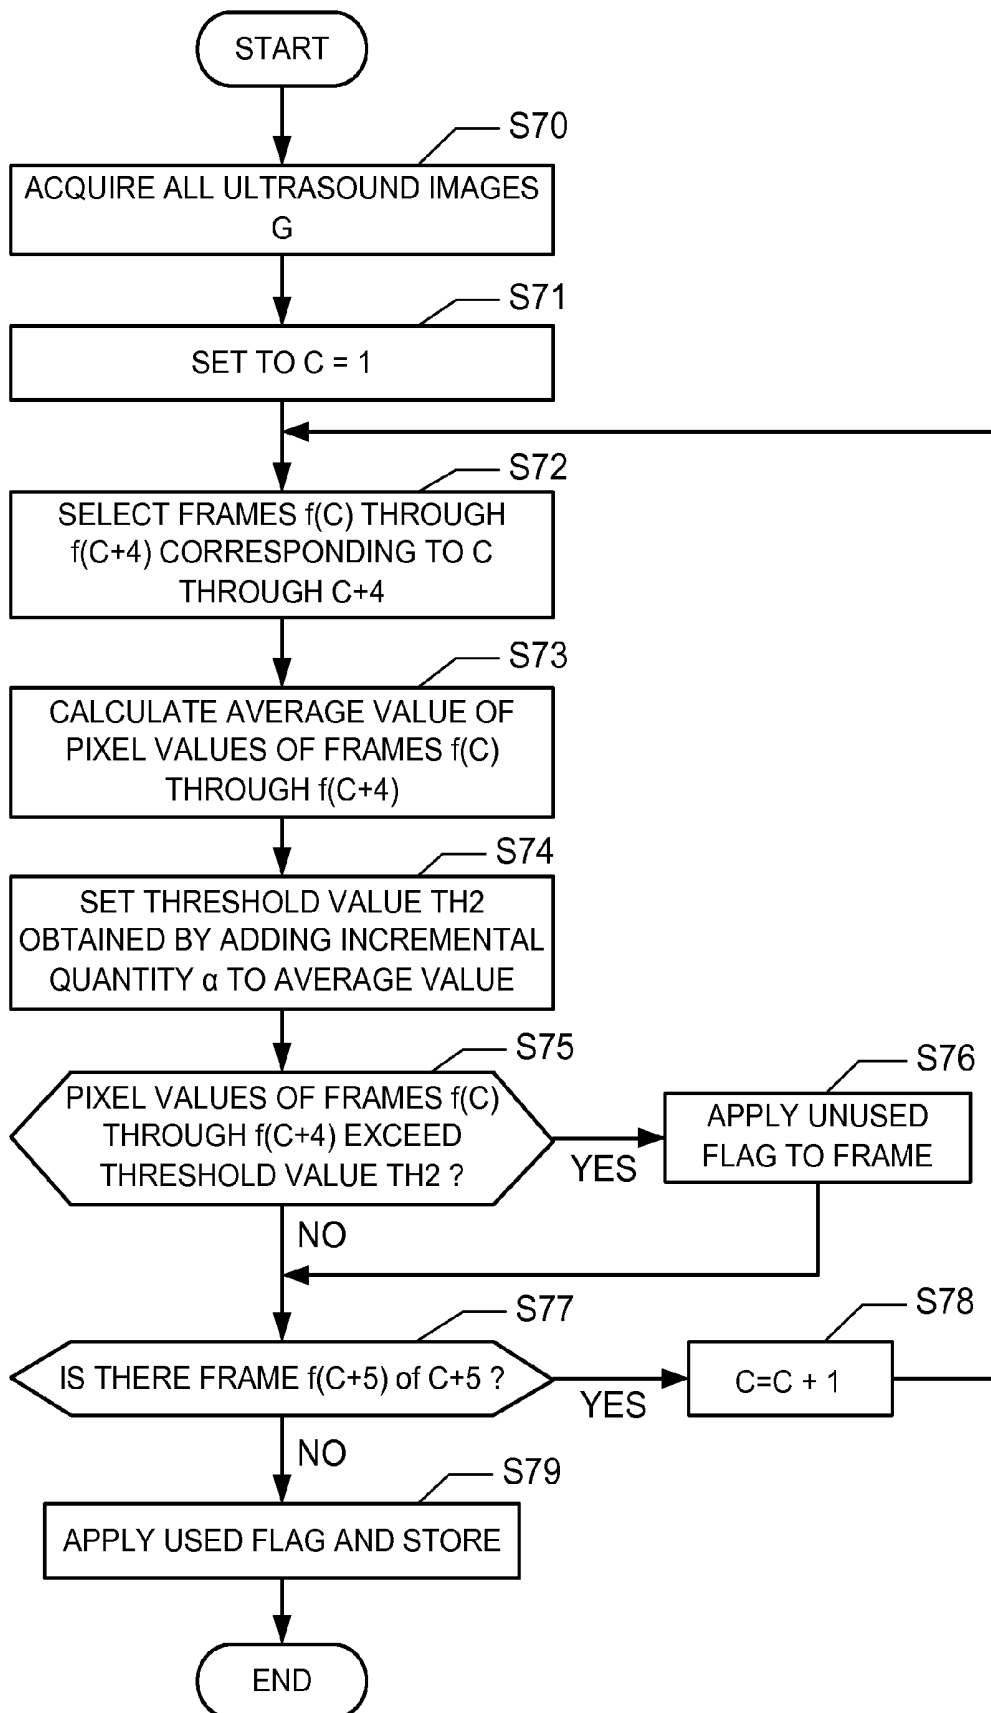 START
S70
ACQUIRE ALL ULTRASOUND IMAGES
G
S71
SET TO C = 1
S72
SELECT FRAMES f(C) THROUGH
f(C+4) CORRESPONDING TO C
THROUGH C+4
S73
CALCULATE AVERAGE VALUE OF
PIXEL VALUES OF FRAMES f(C)
THROUGH f(C+4)
S74
SET THRESHOLD VALUE TH2
OBTAINED BY ADDING INCREMENTAL
QUANTITY α TO AVERAGE VALUE
S75
PIXEL VALUES OF FRAMES f(C)
THROUGH f(C+4) EXCEED
THRESHOLD VALUE TH2 ?
YES
S76
APPLY UNUSED
FLAG TO FRAME
NO
S77
IS THERE FRAME f(C+5) of C+5 ?
YES
S78
C=C + 1
NO
S79
APPLY USED FLAG AND STORE
END